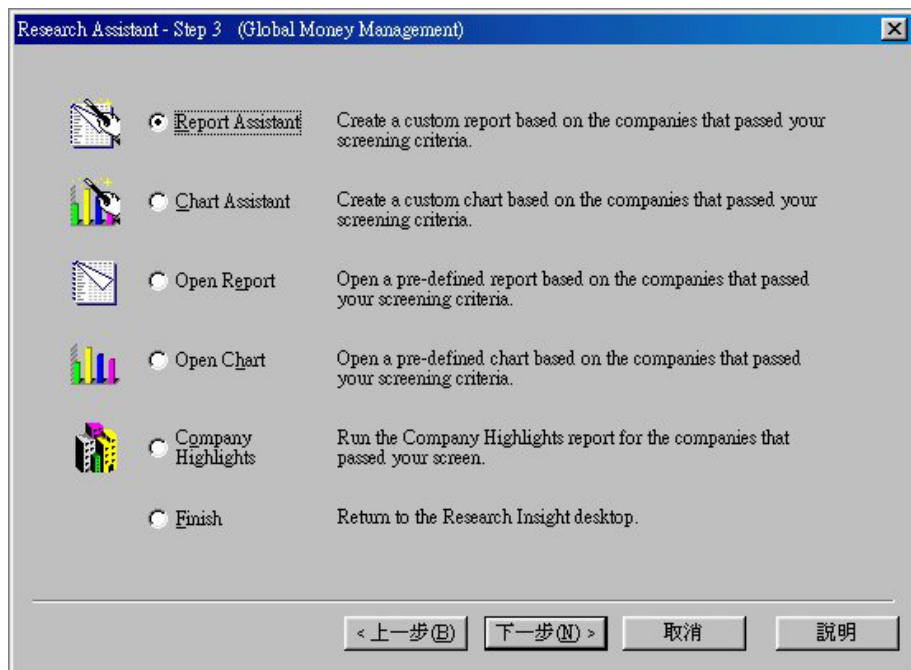 Research Assistant - Step 3 (Global Money Management)
Report Assistant
Create a custom report based on the companies that passed your
screening criteria.
Chart Assistant
Create a custom chart based on the companies that passed your
screening criteria.
Open Report
Open a pre-defined report based on the companies that passed
your screening criteria.
Open Chart
Open a pre-defined chart based on the companies that passed
your screening criteria.
Company
Highlights
Run the Company Highlights report for the companies that
passed your screen.
Finish
Return to the Research Insight desktop.
<上一步(B) 下一步(N)> 取消 說明